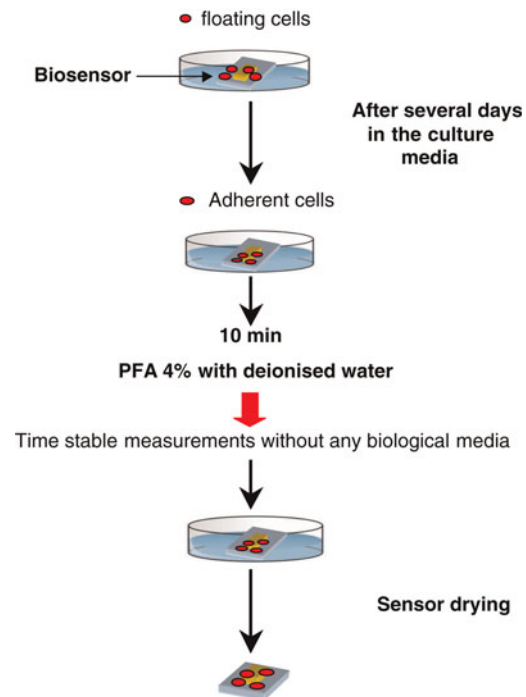 floating cells
Biosensor
After several days
in the culture
media
Adherent cells
10 min
PFA 4% with deionised water
Time stable measurements without any biological media
Sensor drying